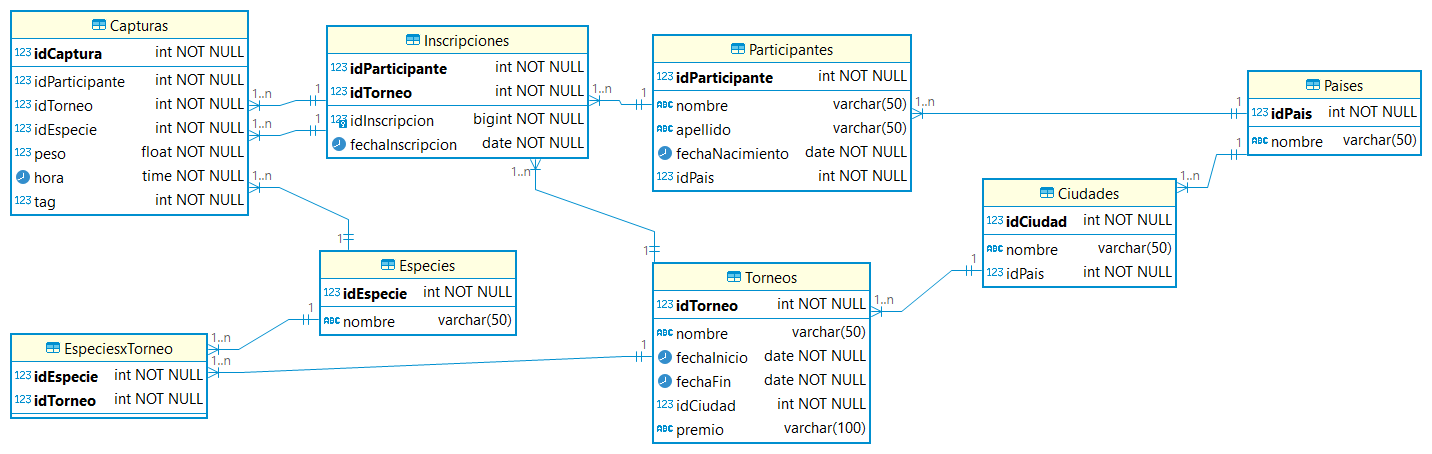 Capturas
123 idCaptura int NOT NULL
123 idParticipante int NOT NULL
123 idTorneo int NOT NULL
123 idEspecie int NOT NULL
123 peso float NOT NULL
hora time NOT NULL
123 tag int NOT NULL
1..n
1
1..n
1
1..n
1
Inscripciones
123 idParticipante int NOT NULL
123 idTorneo int NOT NULL
123 idInscripcion bigint NOT NULL
fechaInscripcion date NOT NULL
1..n
1
1..n
1
Participantes
123 idParticipante int NOT NULL
ABC nombre varchar(50)
ABC apellido varchar(50)
fechaNacimiento date NOT NULL
123 idPais int NOT NULL
1..n
1
Paises
123 idPais int NOT NULL
ABC nombre varchar(50)
1
1..n
Ciudades
123 idCiudad int NOT NULL
ABC nombre varchar(50)
123 idPais int NOT NULL
1
1..n
Especies
123 idEspecie int NOT NULL
ABC nombre varchar(50)
1
1..n
1..n
1
EspeciesxTorneo
123 idEspecie int NOT NULL
123 idTorneo int NOT NULL
Torneos
123 idTorneo int NOT NULL
ABC nombre varchar(50)
fechaInicio date NOT NULL
fechaFin date NOT NULL
123 idCiudad int NOT NULL
ABC premio varchar(100)